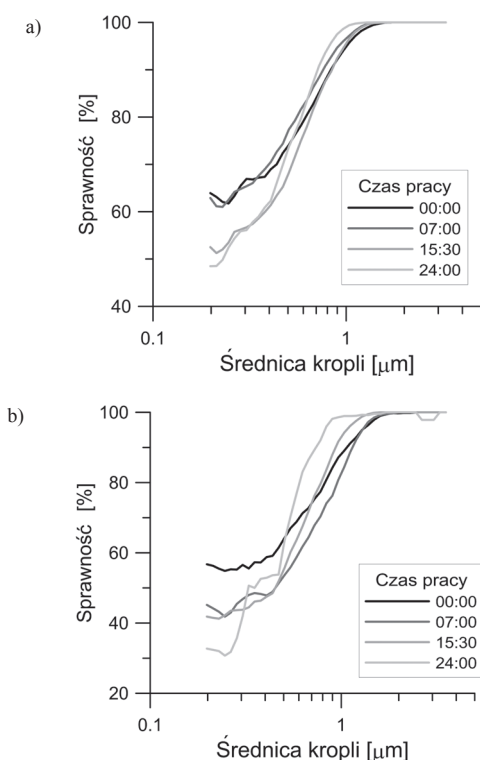 a)
100
80
60
40
Sprawność [%]
Czas pracy
00:00
07:00
15:30
24:00
0.1
1
Średnica kropli [μm]
b)
100
80
60
40
20
Sprawność [%]
Czas pracy
00:00
07:00
15:30
24:00
0.1
1
Średnica kropli [μm]